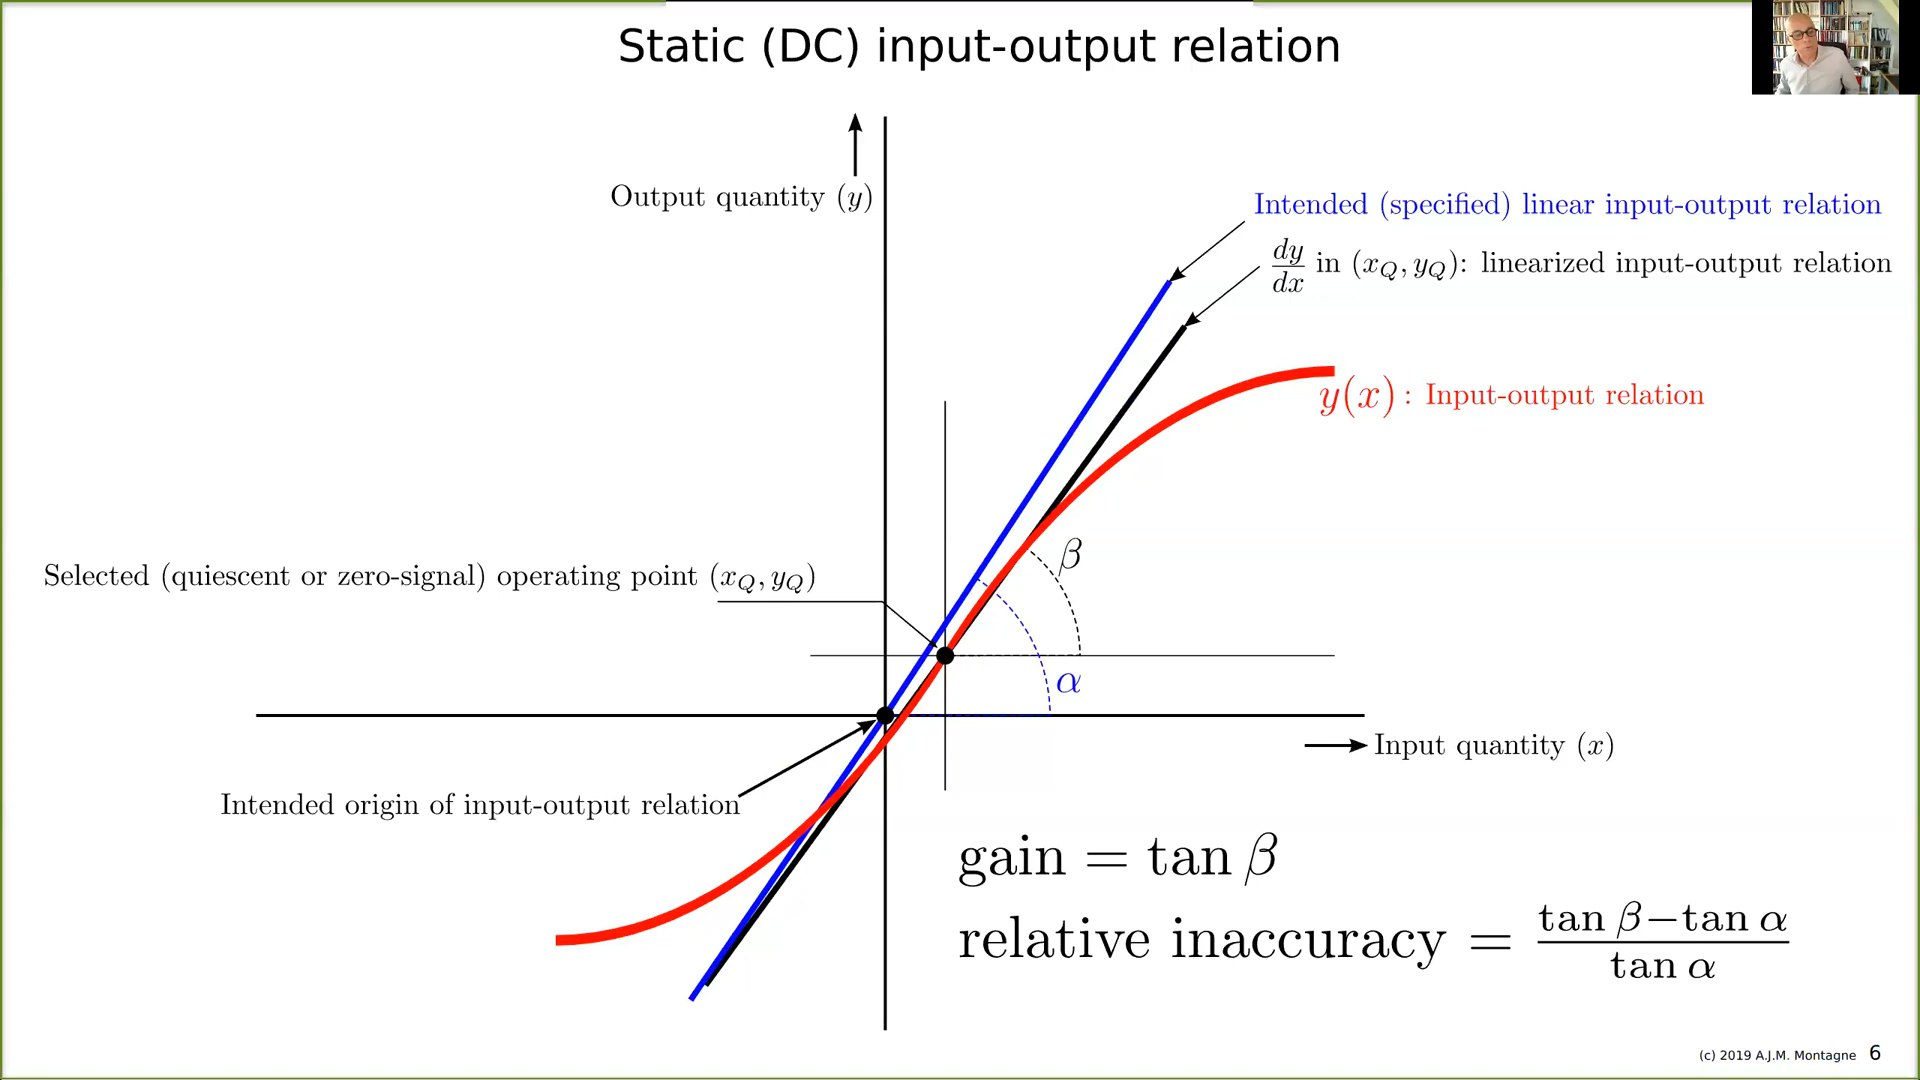 Static (DC) input-output relation
Output quantity (y)
Intended (specified) linear input-output relation
dy/dx in (x_Q, y_Q): linearized input-output relation
y(x) : Input-output relation
β
Selected (quiescent or zero-signal) operating point (x_Q, y_Q)
α
Input quantity (x)
Intended origin of input-output relation
gain = tan β
relative inaccuracy = (tan β−tan α)/(tan α)
(c) 2019 A.J.M. Montagne 6